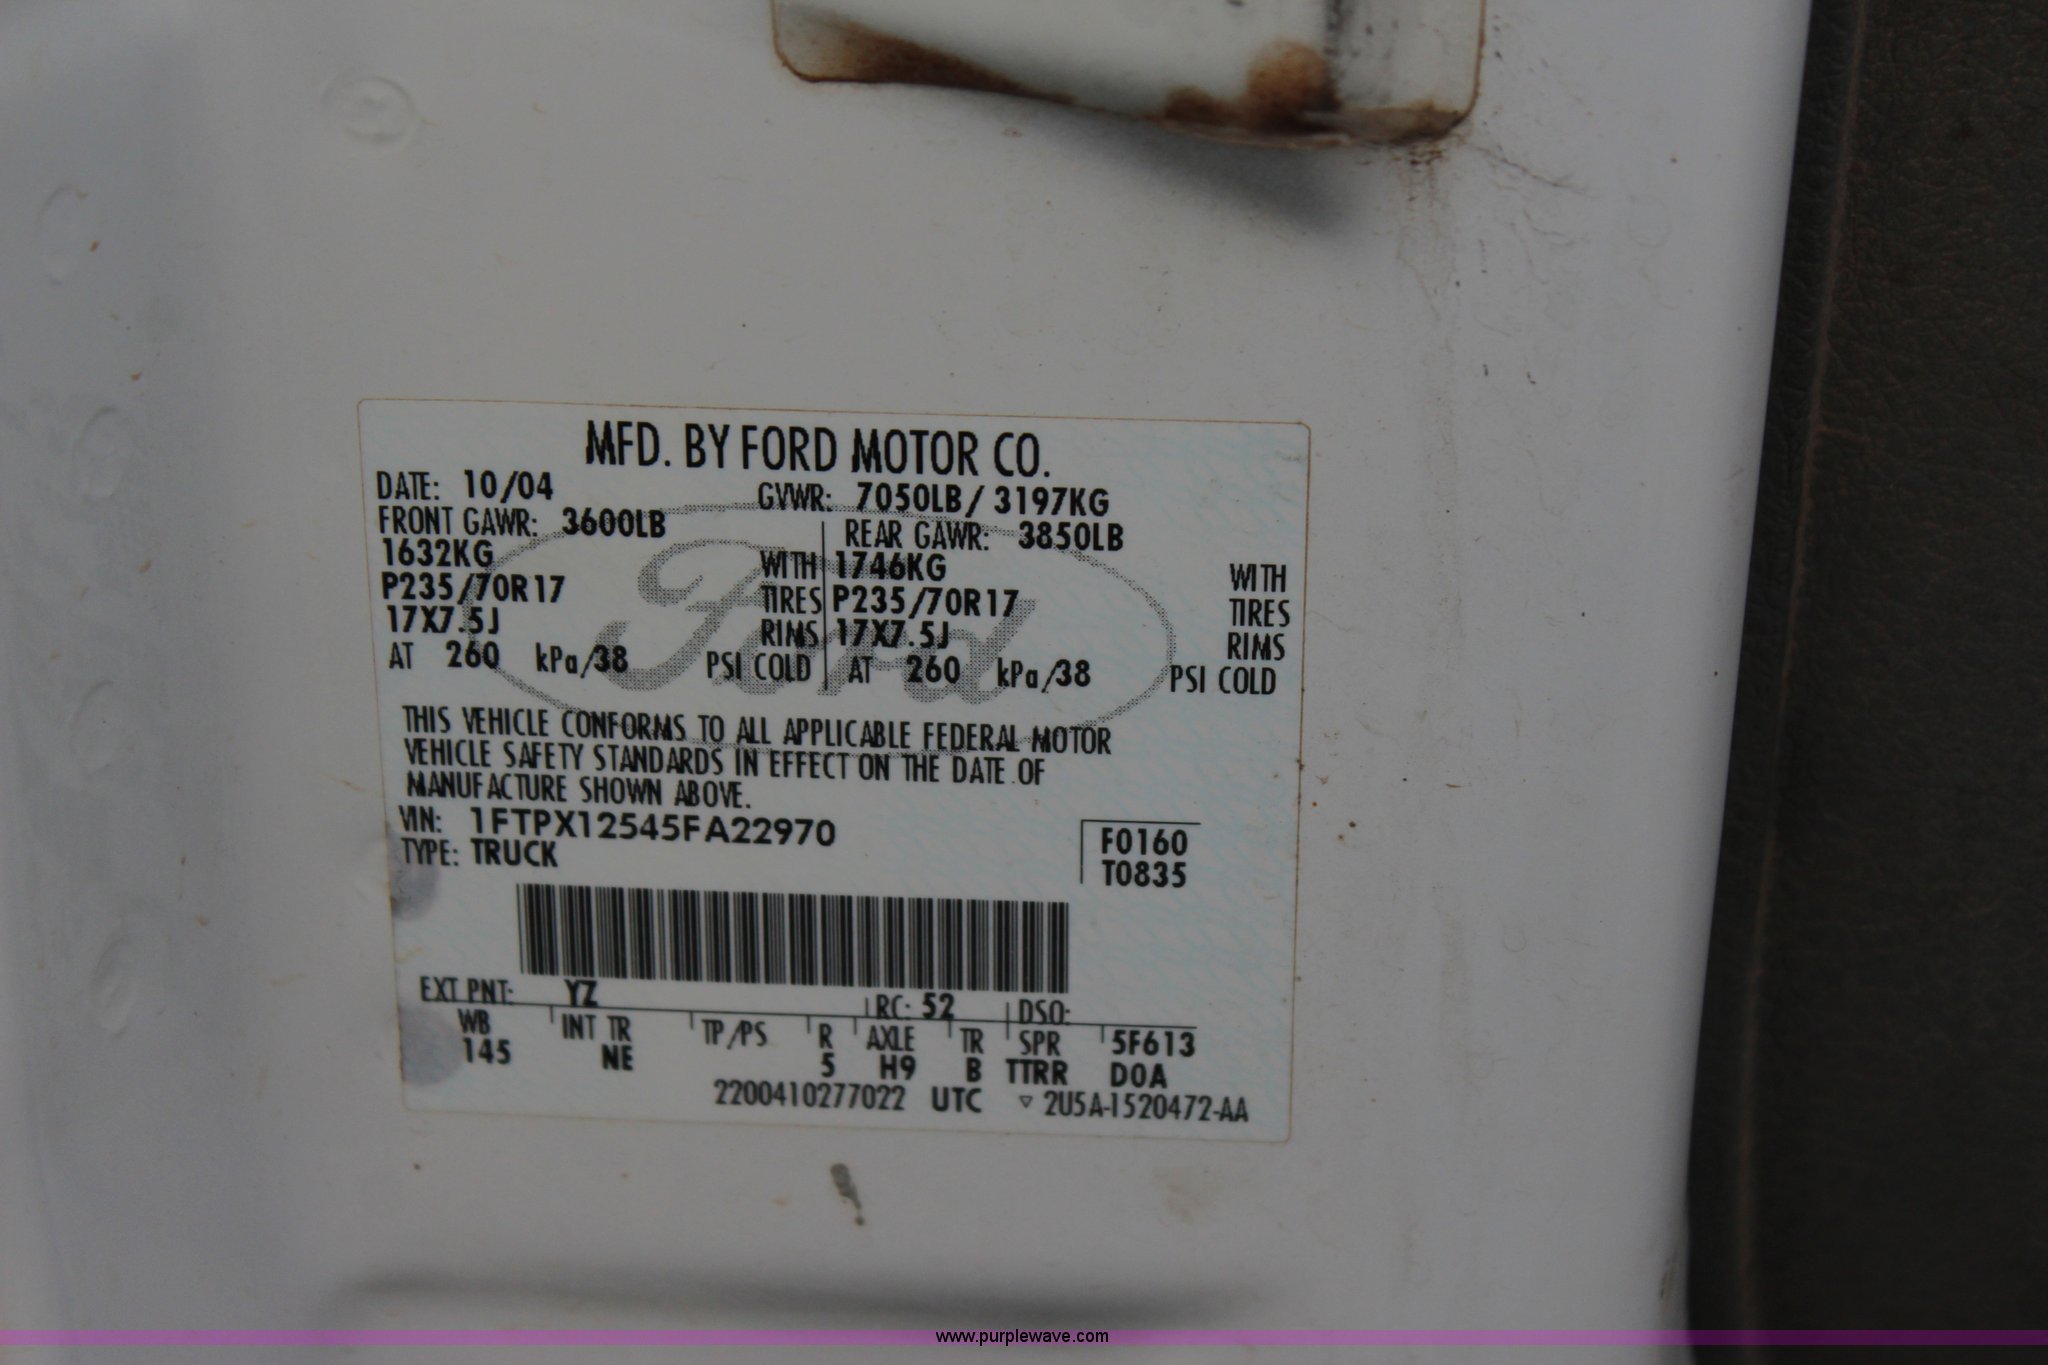 MFD. BY FORD MOTOR CO.
DATE: 10/04 GVWR: 7050LB/ 3197KG
FRONT GAWR: 3600LB REAR GAWR: 3850LB
1632KG WITH 1746KG WITH
P235/70R17 TIRES P235/70R17 TIRES
17X7.5J RIMS 17X7.5J RIMS
AT 260 kPa/38 PSI COLD AT 260 kPa/38 PSI COLD
Ford
THIS VEHICLE CONFORMS TO ALL APPLICABLE FEDERAL MOTOR
VEHICLE SAFETY STANDARDS IN EFFECT ON THE DATE OF
MANUFACTURE SHOWN ABOVE.
VIN: 1FTPX12545FA22970 F0160
TYPE: TRUCK T0835
EXT PNT: YZ RC: 52 DSO:
WB INT TR TP/PS R AXLE TR SPR 5F613
145 NE 5 H9 B TTRR D0A
2200410277022 UTC ▽ 2U5A-1520472-AA
www.purplewave.com